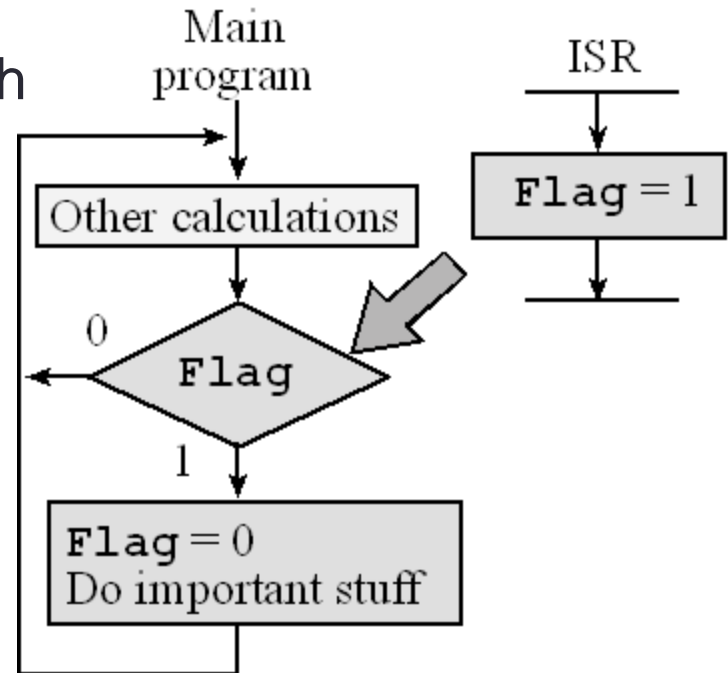 h
Main
program
ISR
Flag = 1
Other calculations
0
Flag
1
Flag = 0
Do important stuff